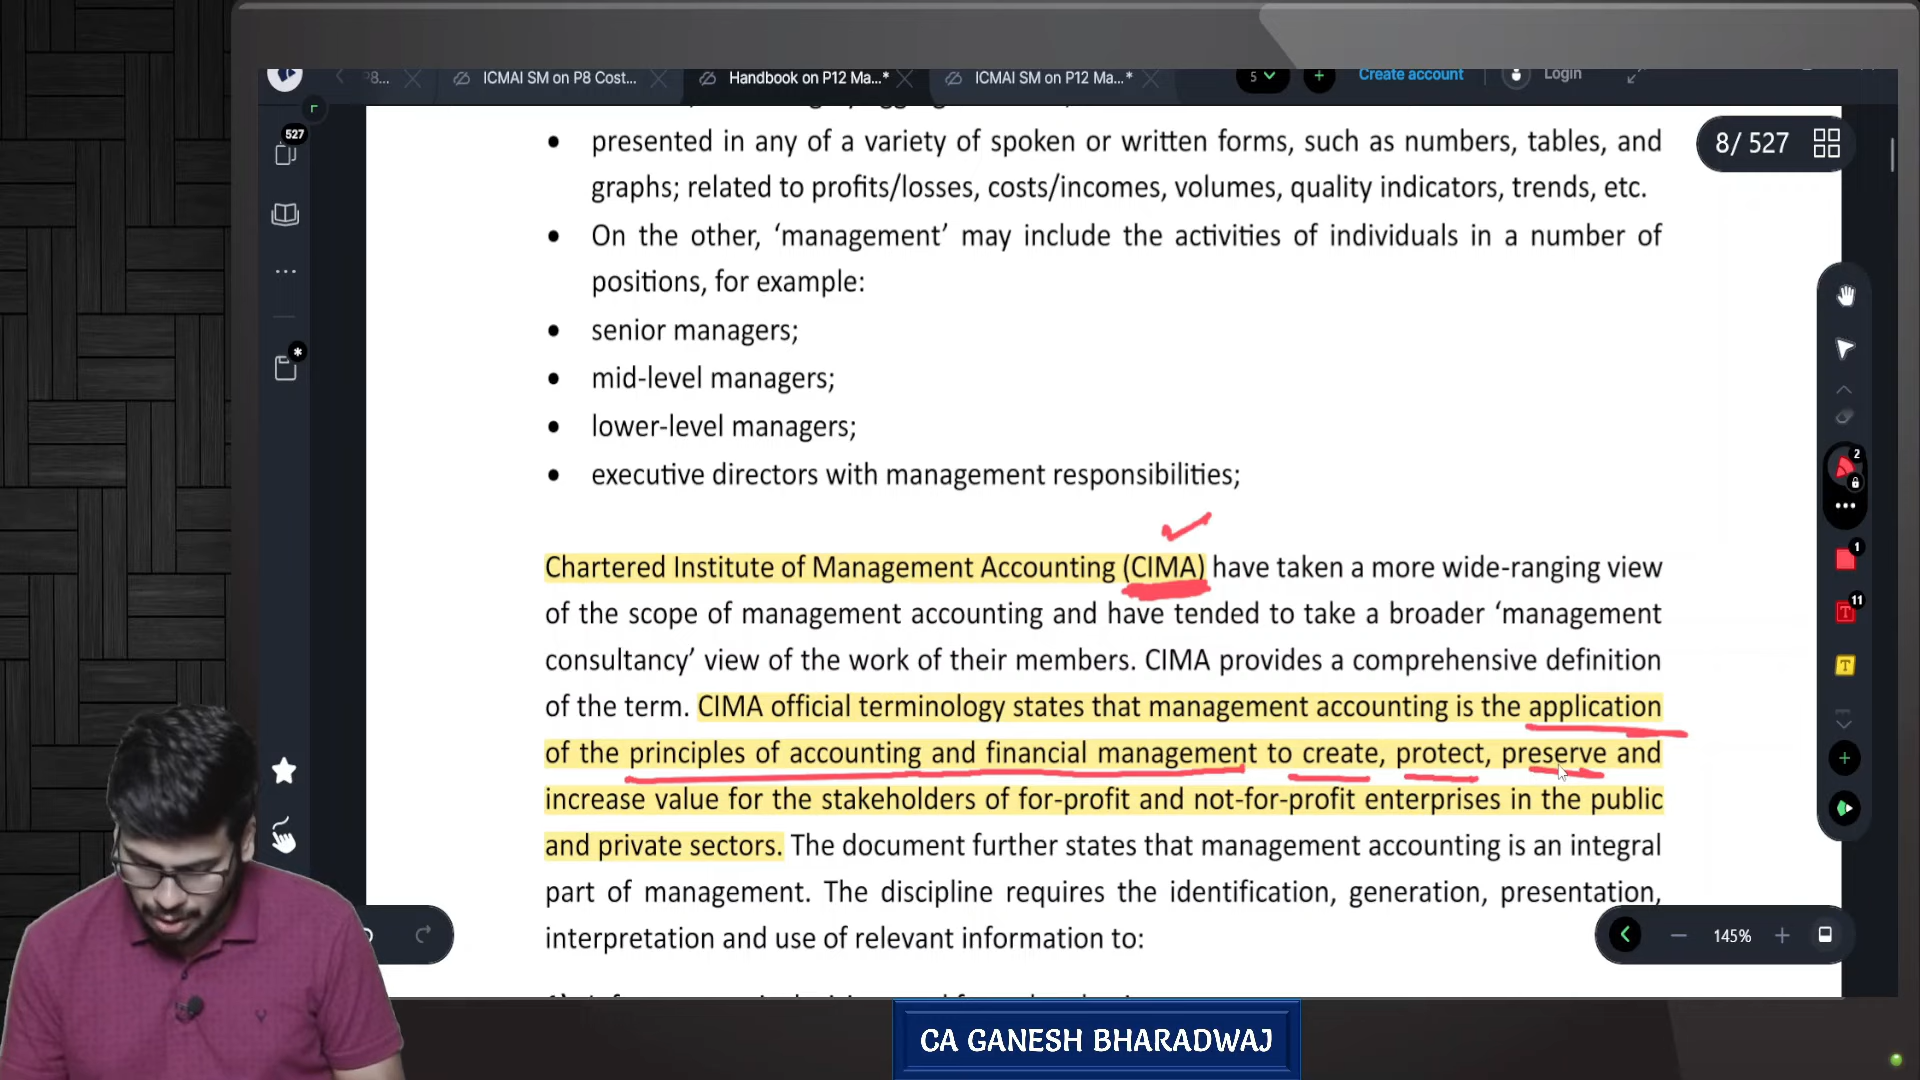 P8...
ICMAI SM on P8 Cost...
Handbook on P12 Ma...*
ICMAI SM on P12 Ma...*
5
Create account
Login
527
8/ 527
• presented in any of a variety of spoken or written forms, such as numbers, tables, and
graphs; related to profits/losses, costs/incomes, volumes, quality indicators, trends, etc.
• On the other, ‘management’ may include the activities of individuals in a number of
positions, for example:
• senior managers;
• mid-level managers;
• lower-level managers;
• executive directors with management responsibilities;
Chartered Institute of Management Accounting (CIMA) have taken a more wide-ranging view
of the scope of management accounting and have tended to take a broader ‘management
consultancy’ view of the work of their members. CIMA provides a comprehensive definition
of the term. CIMA official terminology states that management accounting is the application
of the principles of accounting and financial management to create, protect, preserve and
increase value for the stakeholders of for-profit and not-for-profit enterprises in the public
and private sectors. The document further states that management accounting is an integral
part of management. The discipline requires the identification, generation, presentation,
interpretation and use of relevant information to:
2
1
11
T
T
145%
CA GANESH BHARADWAJ